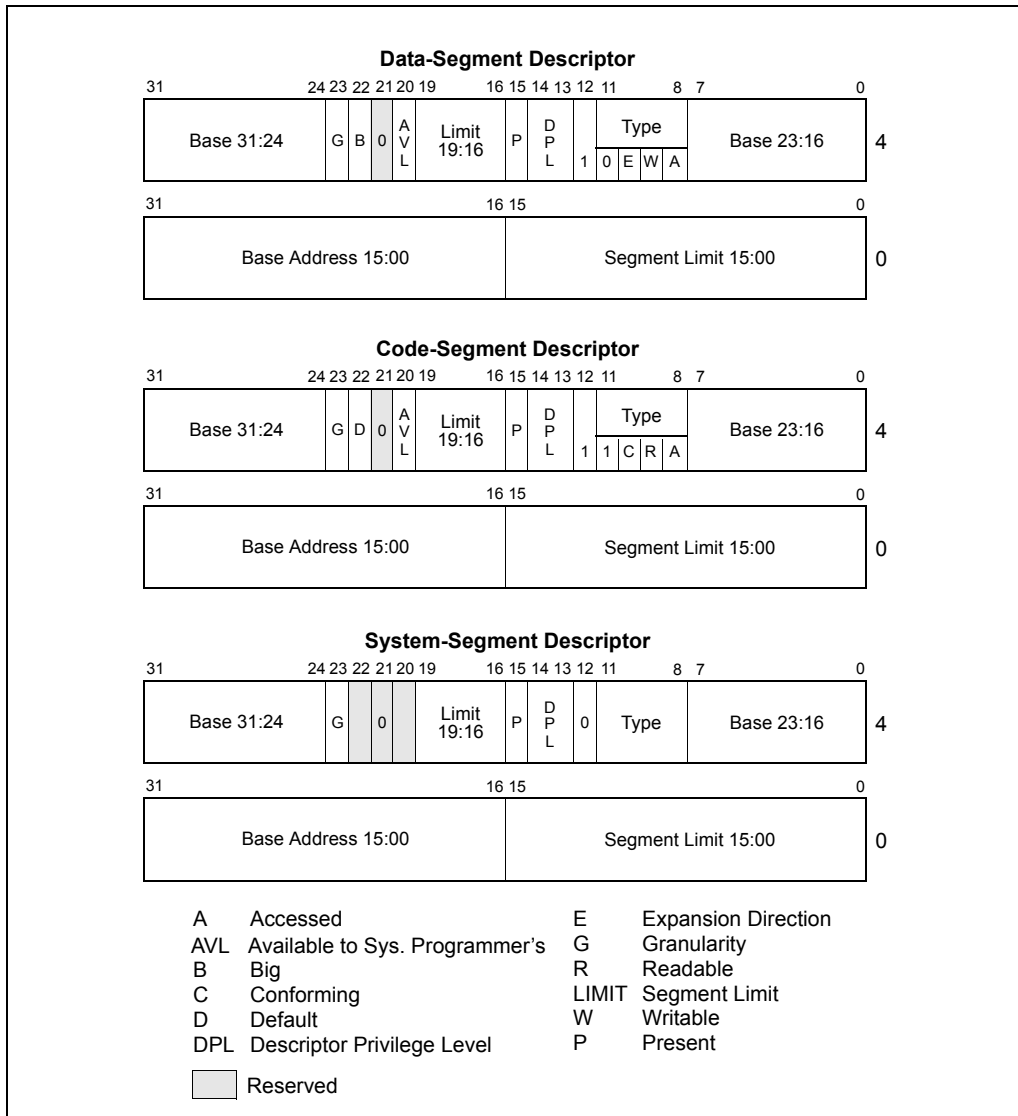 Data-Segment Descriptor
31 24 23 22 21 20 19 16 15 14 13 12 11 8 7 0
Base 31:24 G B 0 AVL Limit 19:16 P DPL 1 Type 0 E W A Base 23:16 4
31 16 15 0
Base Address 15:00 Segment Limit 15:00 0
Code-Segment Descriptor
31 24 23 22 21 20 19 16 15 14 13 12 11 8 7 0
Base 31:24 G D 0 AVL Limit 19:16 P DPL 1 Type 1 C R A Base 23:16 4
31 16 15 0
Base Address 15:00 Segment Limit 15:00 0
System-Segment Descriptor
31 24 23 22 21 20 19 16 15 14 13 12 11 8 7 0
Base 31:24 G 0 Limit 19:16 P DPL 0 Type Base 23:16 4
31 16 15 0
Base Address 15:00 Segment Limit 15:00 0
A Accessed
AVL Available to Sys. Programmer’s
B Big
C Conforming
D Default
DPL Descriptor Privilege Level
Reserved
E Expansion Direction
G Granularity
R Readable
LIMIT Segment Limit
W Writable
P Present